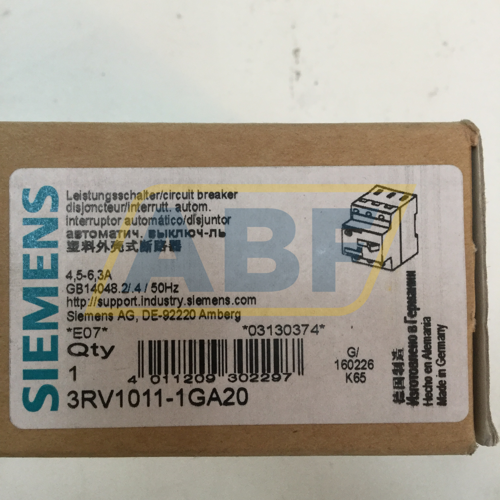 SIEMENS
Leistungsschalter/circuit breaker
disjoncteur/interrutt. autom.
Interruptor automático/disjuntor
автоматич. выключ-ль
塑料外壳式断路器
4,5-6,3A
GB14048.2/.4 / 50Hz
http://support.industry.siemens.com
Siemens AG, DE-92220 Amberg
*E07* *03130374*
Qty
1
4 011209 302297
3RV1011-1GA20
G/
160226
K65
德国制造
Изготовлено в Германии
Hecho en Alemania
Made in Germany
ABF